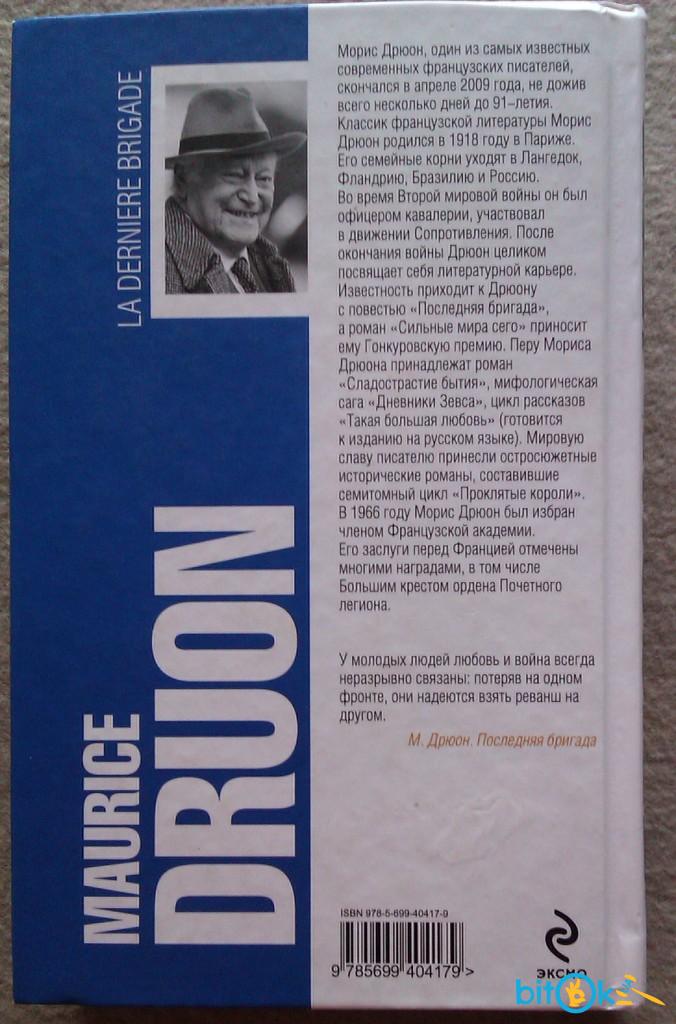 LA DERNIERE BRIGADE
MAURICE
DRUON
Морис Дрюон, один из самых известных
современных французских писателей,
скончался в апреле 2009 года, не дожив
всего несколько дней до 91–летия.
Классик французской литературы Морис
Дрюон родился в 1918 году в Париже.
Его семейные корни уходят в Лангедок,
Фландрию, Бразилию и Россию.
Во время Второй мировой войны он был
офицером кавалерии, участвовал
в движении Сопротивления. После
окончания войны Дрюон целиком
посвящает себя литературной карьере.
Известность приходит к Дрюону
с повестью «Последняя бригада»,
а роман «Сильные мира сего» приносит
ему Гонкуровскую премию. Перу Мориса
Дрюона принадлежат роман
«Сладострастие бытия», мифологическая
сага «Дневники Зевса», цикл рассказов
«Такая большая любовь» (готовится
к изданию на русском языке). Мировую
славу писателю принесли остросюжетные
исторические романы, составившие
семитомный цикл «Проклятые короли».
В 1966 году Морис Дрюон был избран
членом Французской академии.
Его заслуги перед Францией отмечены
многими наградами, в том числе
Большим крестом ордена Почетного
легиона.
У молодых людей любовь и война всегда
неразрывно связаны: потеряв на одном
фронте, они надеются взять реванш на
другом.
М. Дрюон. Последняя бригада
ISBN 978-5-699-40417-9
9 785699 404179 >
ЭКСМО
bitOk